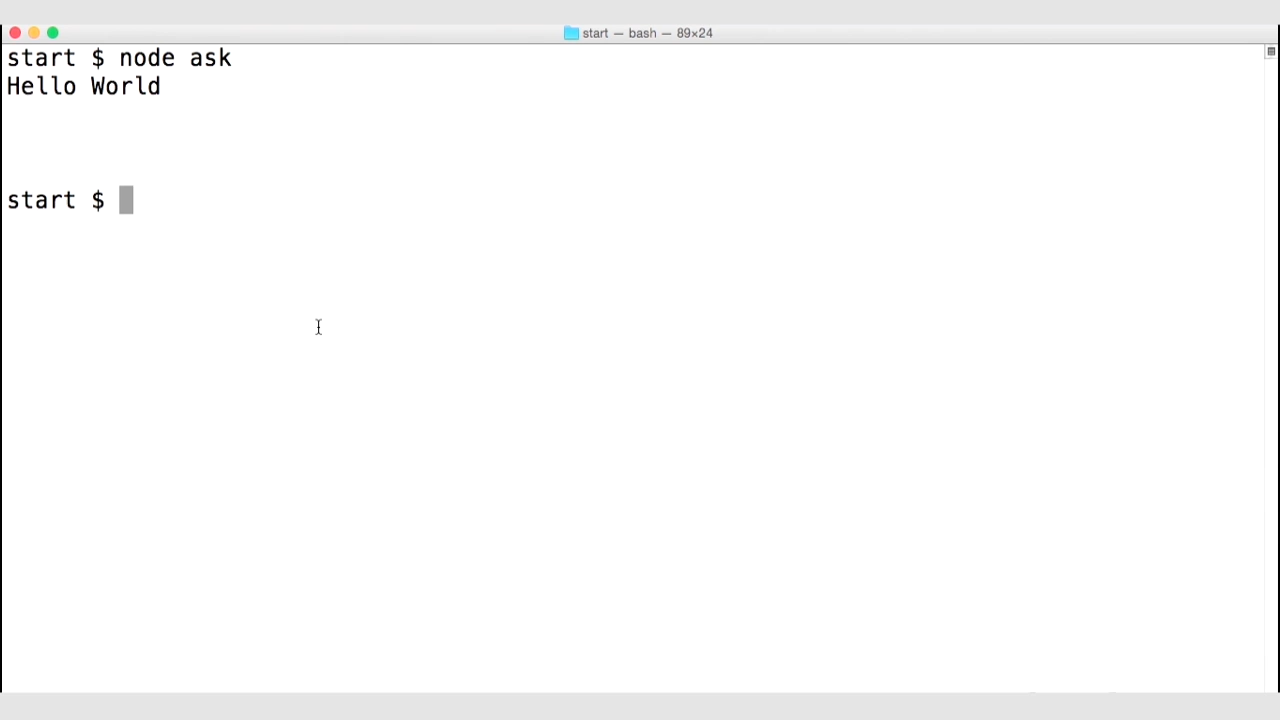 start — bash — 89×24
start $ node ask
Hello World
start $